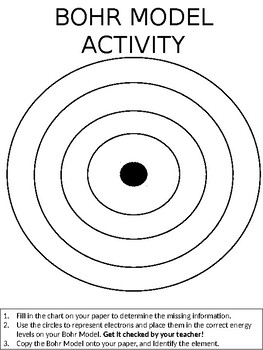 BOHR MODEL
ACTIVITY
1. Fill in the chart on your paper to determine the missing information.
2. Use the circles to represent electrons and place them in the correct energy
levels on your Bohr Model. Get it checked by your teacher!
3. Copy the Bohr Model onto your paper, and Identify the element.